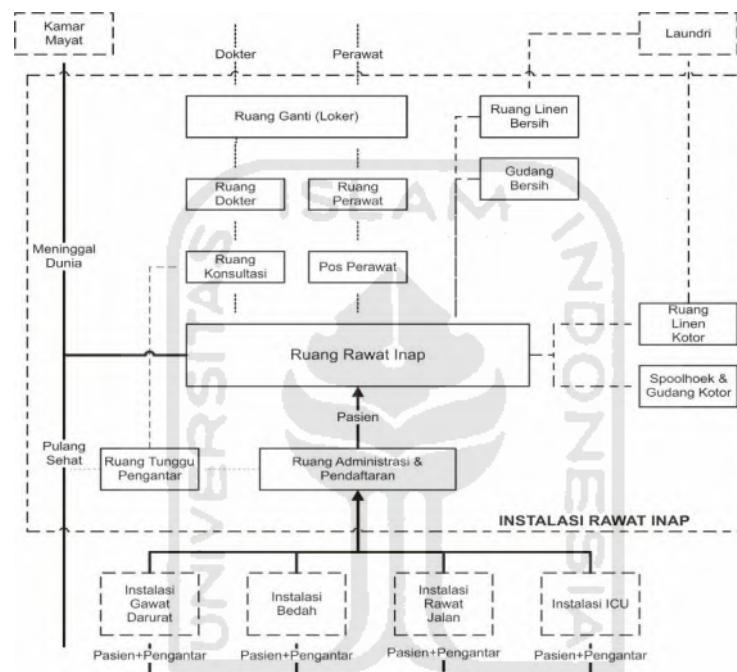 Kamar
Mayat
Laundri
Dokter
Perawat
Ruang Ganti (Loker)
Ruang Linen
Bersih
Ruang
Dokter
Ruang
Perawat
Gudang
Bersih
Meninggal
Dunia
Ruang
Konsultasi
Pos Perawat
Ruang
Linen
Kotor
Ruang Rawat Inap
Spoolhoek &
Gudang Kotor
Pasien
Pulang
Sehat
Ruang Tunggu
Pengantar
Ruang Administrasi &
Pendaftaran
INSTALASI RAWAT INAP
Instalasi
Gawat
Darurat
Instalasi
Bedah
Instalasi
Rawat
Jalan
Instalasi ICU
Pasien+Pengantar
Pasien+Pengantar
Pasien+Pengantar
Pasien+Pengantar
UNIVERSITAS
ISLAM
INDONESIA